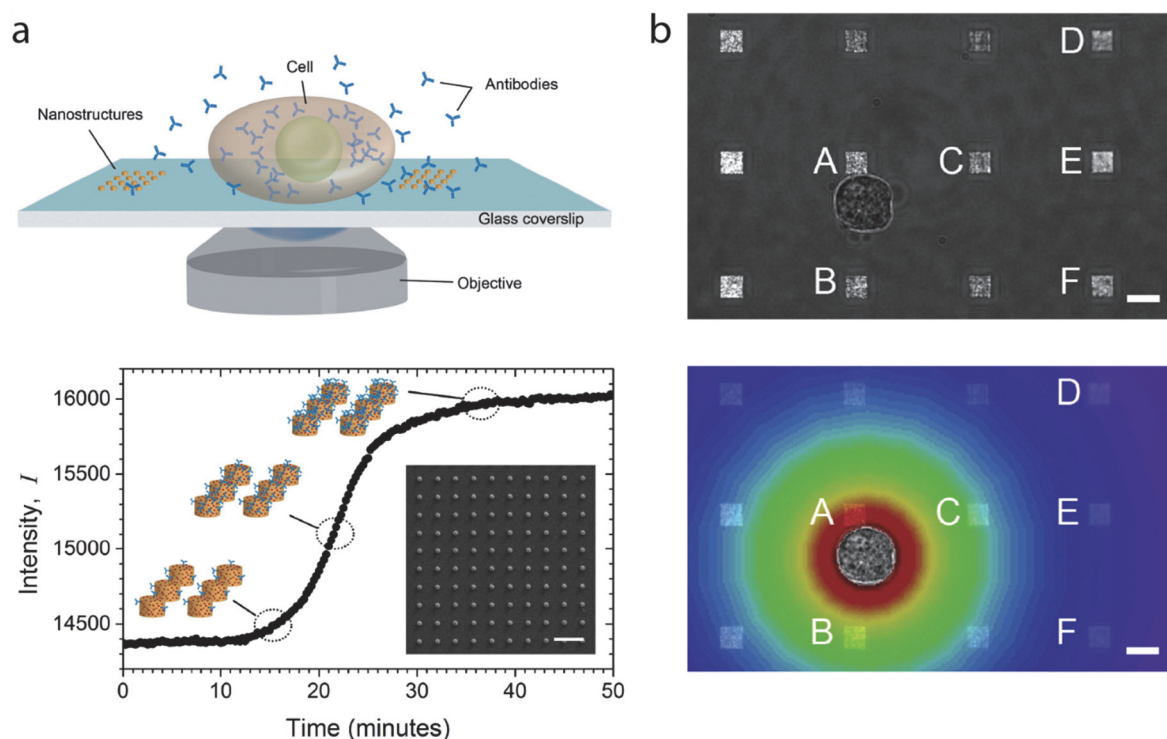 a
Cell
Antibodies
Nanostructures
Glass coverslip
Objective
16000
15500
15000
14500
Intensity, I
0 10 20 30 40 50
Time (minutes)
b
D
A C E
B F
D
A C E
B F